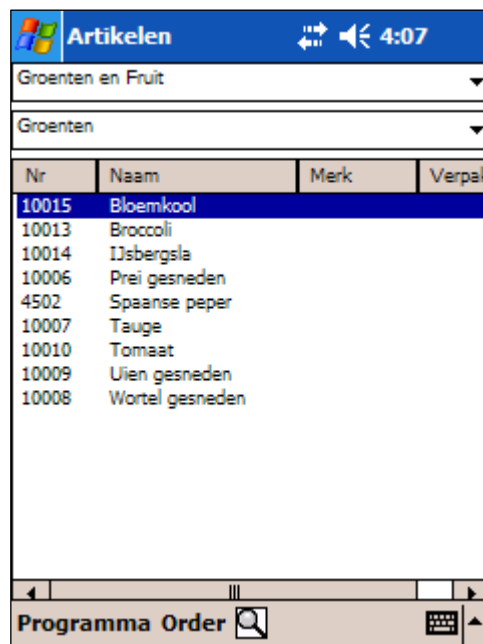 Artikelen 4:07
Groenten en Fruit
Groenten
Nr Naam Merk Verpak
10015 Bloemkool
10013 Broccoli
10014 IJsbergsla
10006 Prei gesneden
4502 Spaanse peper
10007 Tauge
10010 Tomaat
10009 Uien gesneden
10008 Wortel gesneden
Programma Order